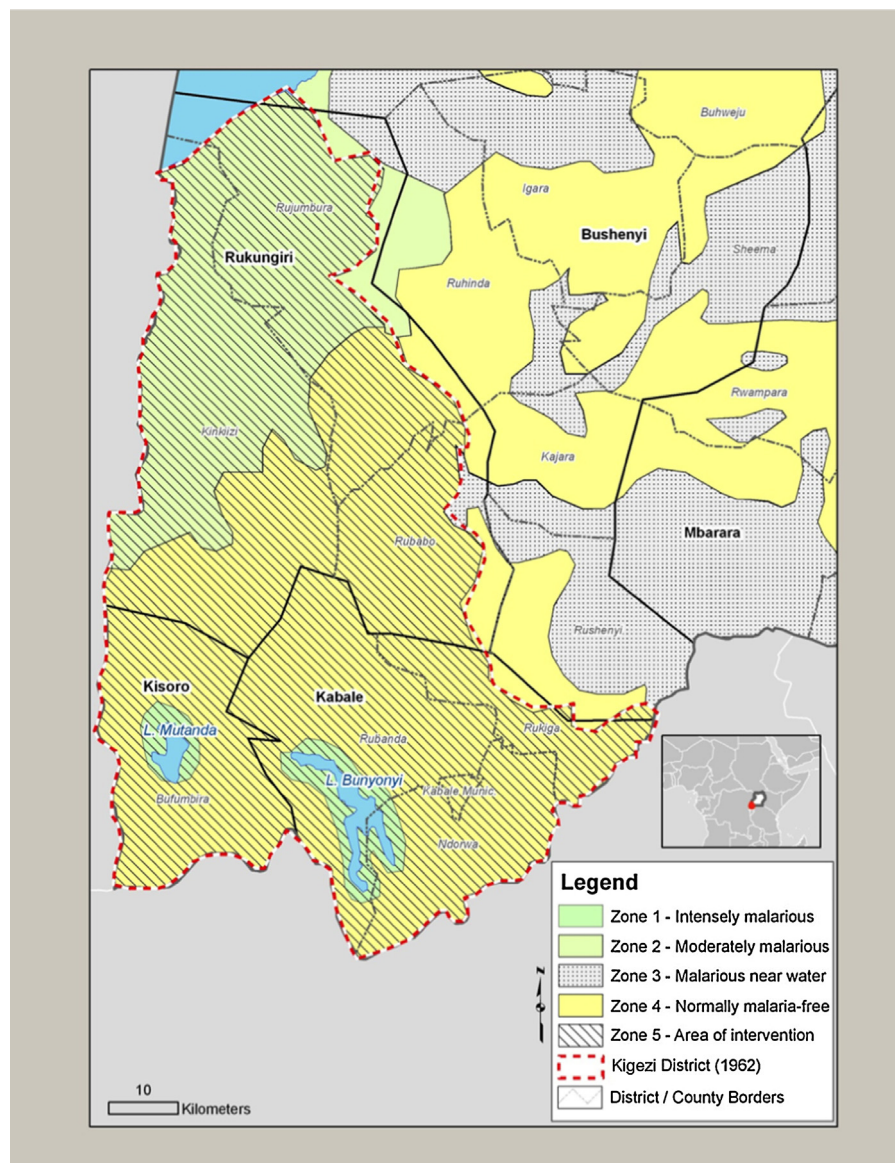 Buhweju
Igara
Rujumbura
Bushenyi
Sheema
Rukungiri
Ruhinda
Rwampara
Kinkiizi
Kajara
Mbarara
Rubabo
Rushenyi
Kisoro
Kabale
L. Mutanda
Rukiga
Rubanda
L. Bunyonyi
Kabale Munic.
Bufumbira
Ndorwa
Legend
Zone 1 - Intensely malarious
Zone 2 - Moderately malarious
Zone 3 - Malarious near water
Zone 4 - Normally malaria-free
Zone 5 - Area of intervention
Kigezi District (1962)
District / County Borders
N
10
Kilometers